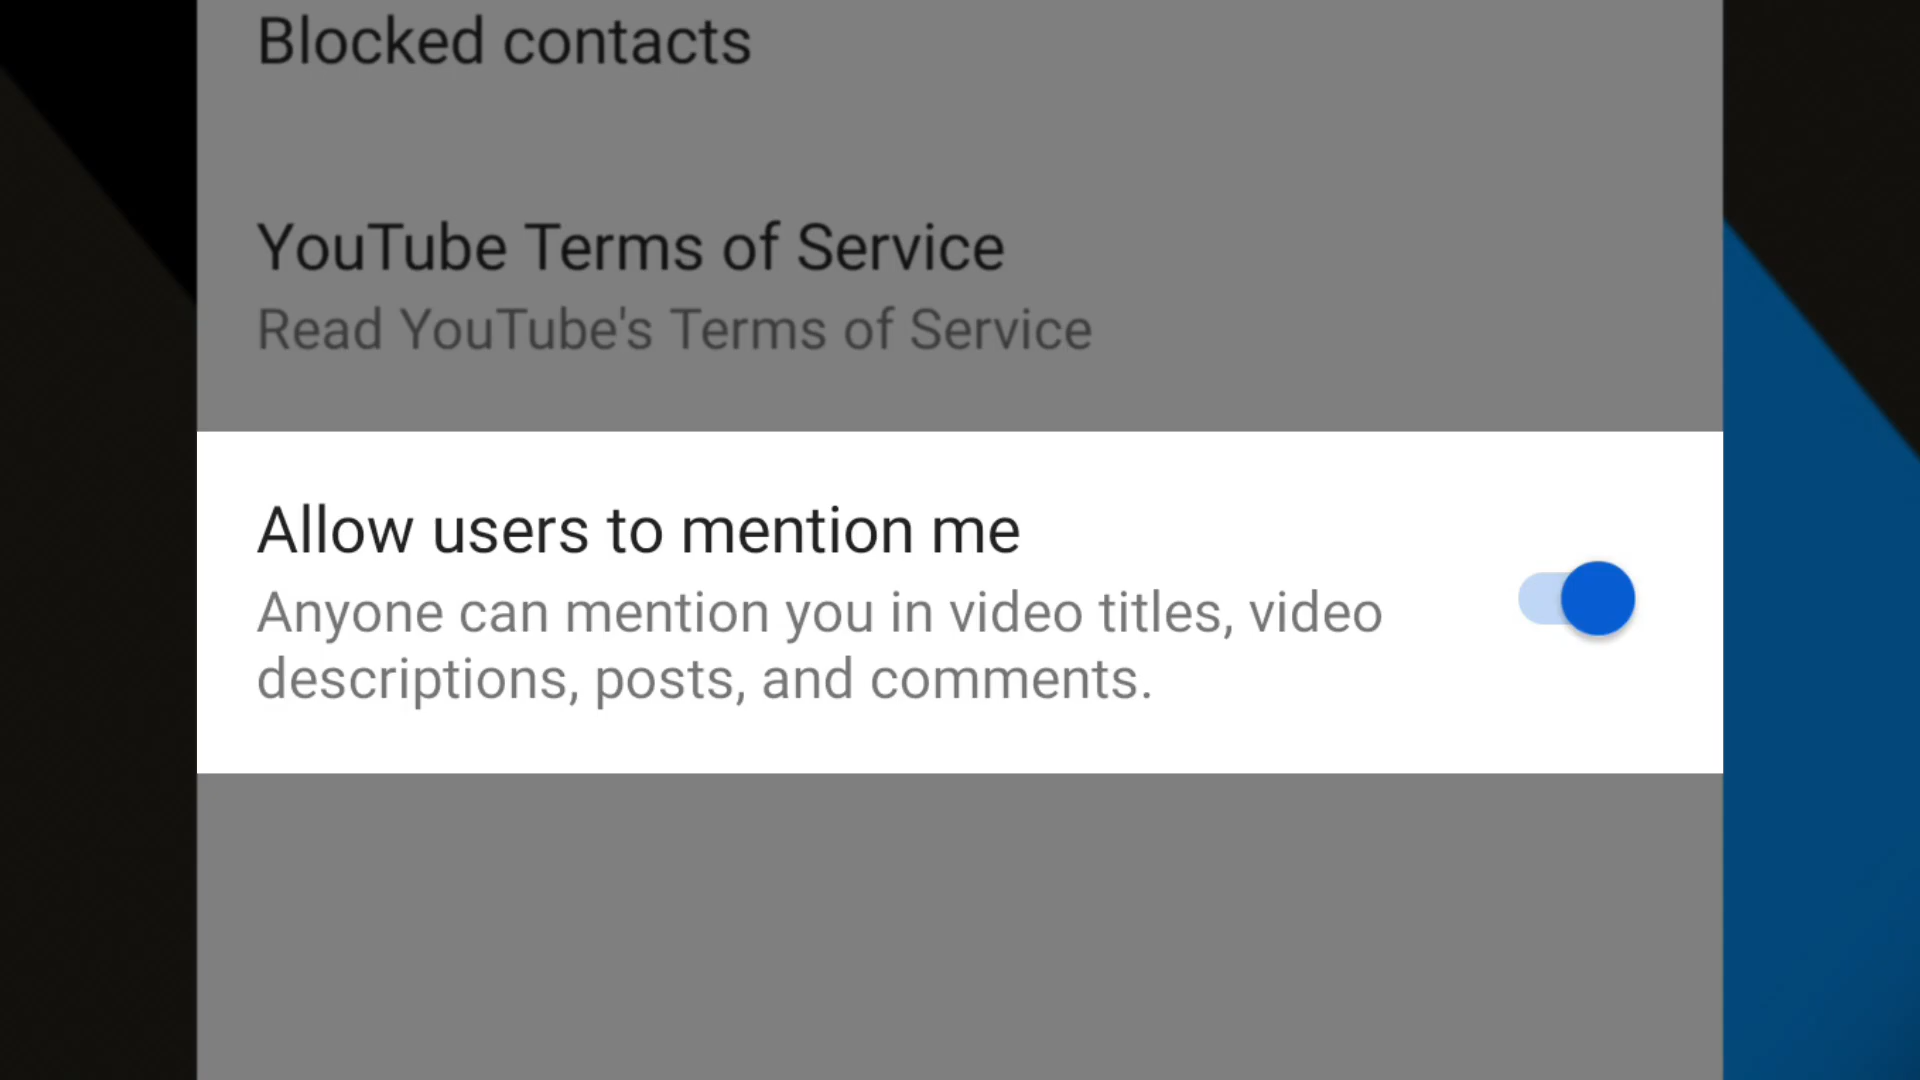 Blocked contacts
YouTube Terms of Service
Read YouTube's Terms of Service
Allow users to mention me
Anyone can mention you in video titles, video
descriptions, posts, and comments.